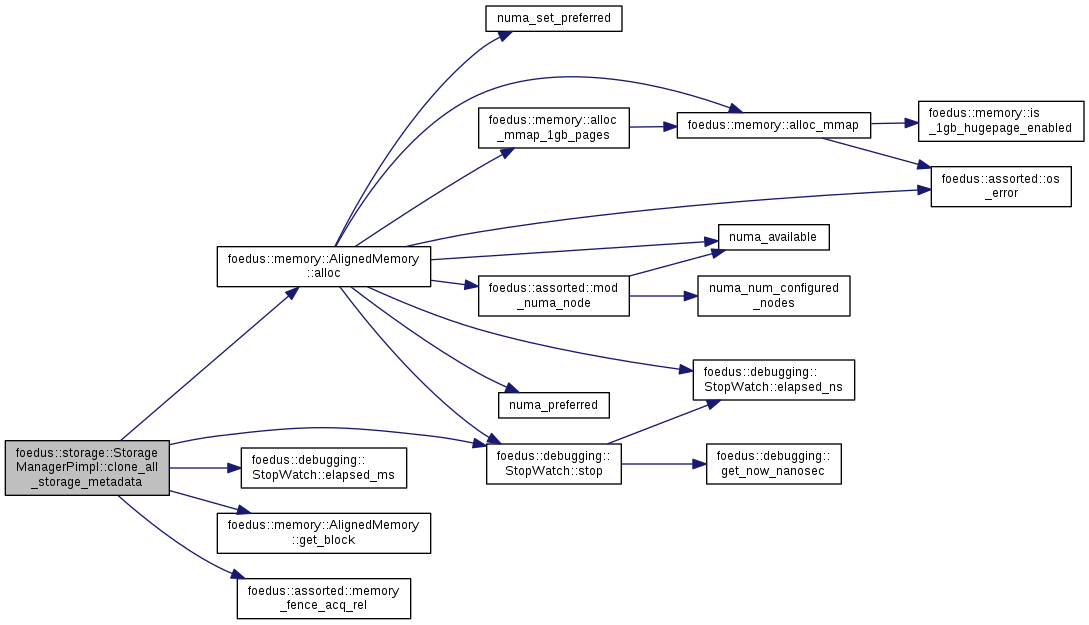 numa_set_preferred
foedus::memory::alloc
_mmap_1gb_pages
foedus::memory::alloc_mmap
foedus::memory::is
_1gb_hugepage_enabled
foedus::assorted::os
_error
foedus::memory::AlignedMemory
::alloc
numa_available
foedus::assorted::mod
_numa_node
numa_num_configured
_nodes
foedus::debugging::
StopWatch::elapsed_ns
numa_preferred
foedus::storage::Storage
ManagerPimpl::clone_all
_storage_metadata
foedus::debugging::
StopWatch::elapsed_ms
foedus::debugging::
StopWatch::stop
foedus::debugging::
get_now_nanosec
foedus::memory::AlignedMemory
::get_block
foedus::assorted::memory
_fence_acq_rel